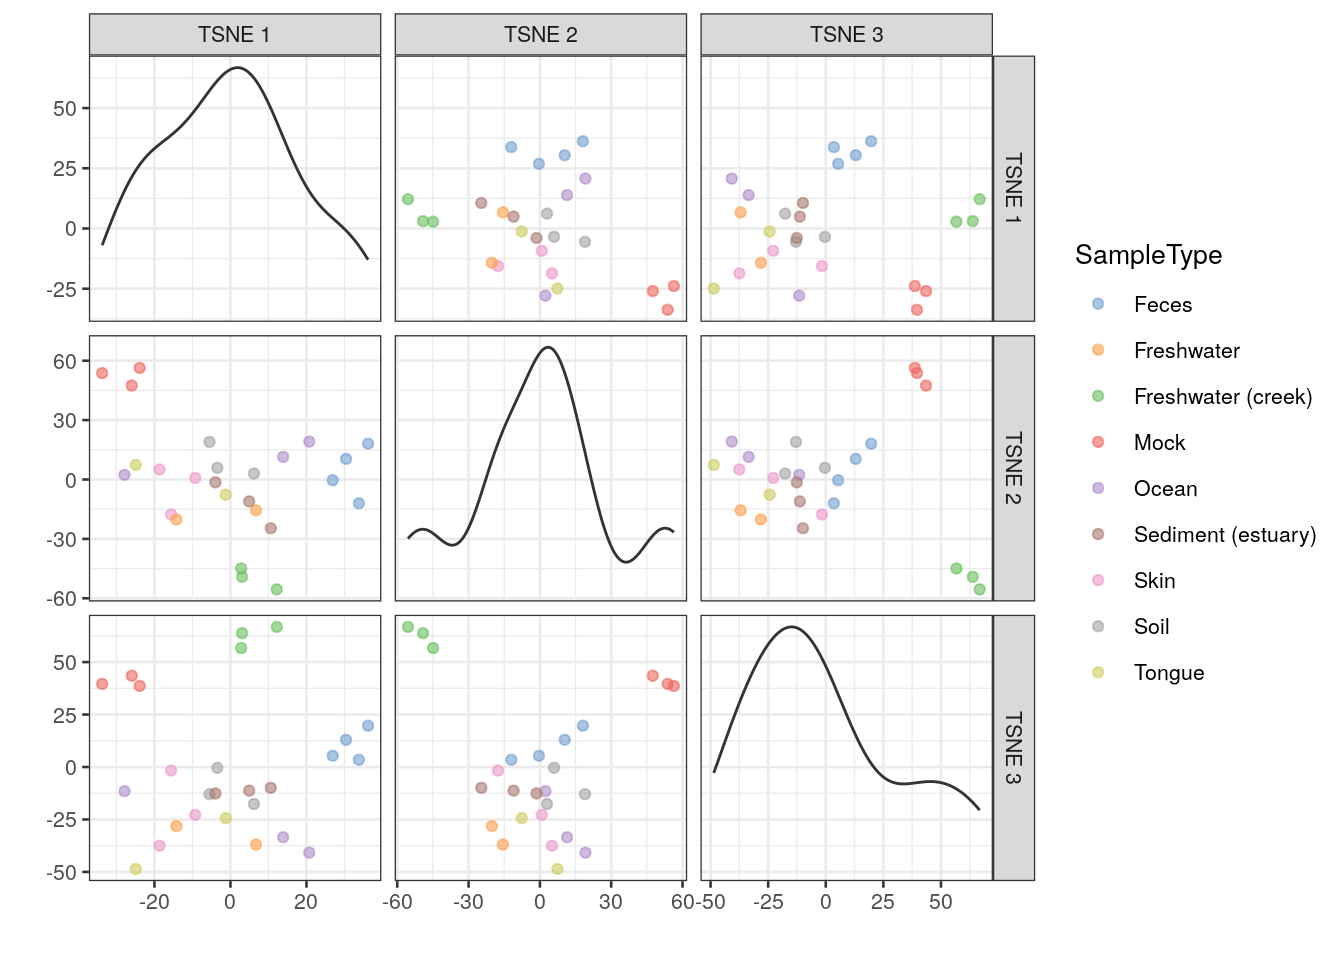 TSNE 1
TSNE 2
TSNE 3
50
25
0
-25
TSNE 1
60
30
0
-30
-60
TSNE 2
50
25
0
-25
-50
TSNE 3
-20 0 20
-60 -30 0 30 60
-50 -25 0 25 50
SampleType
Feces
Freshwater
Freshwater (creek)
Mock
Ocean
Sediment (estuary)
Skin
Soil
Tongue